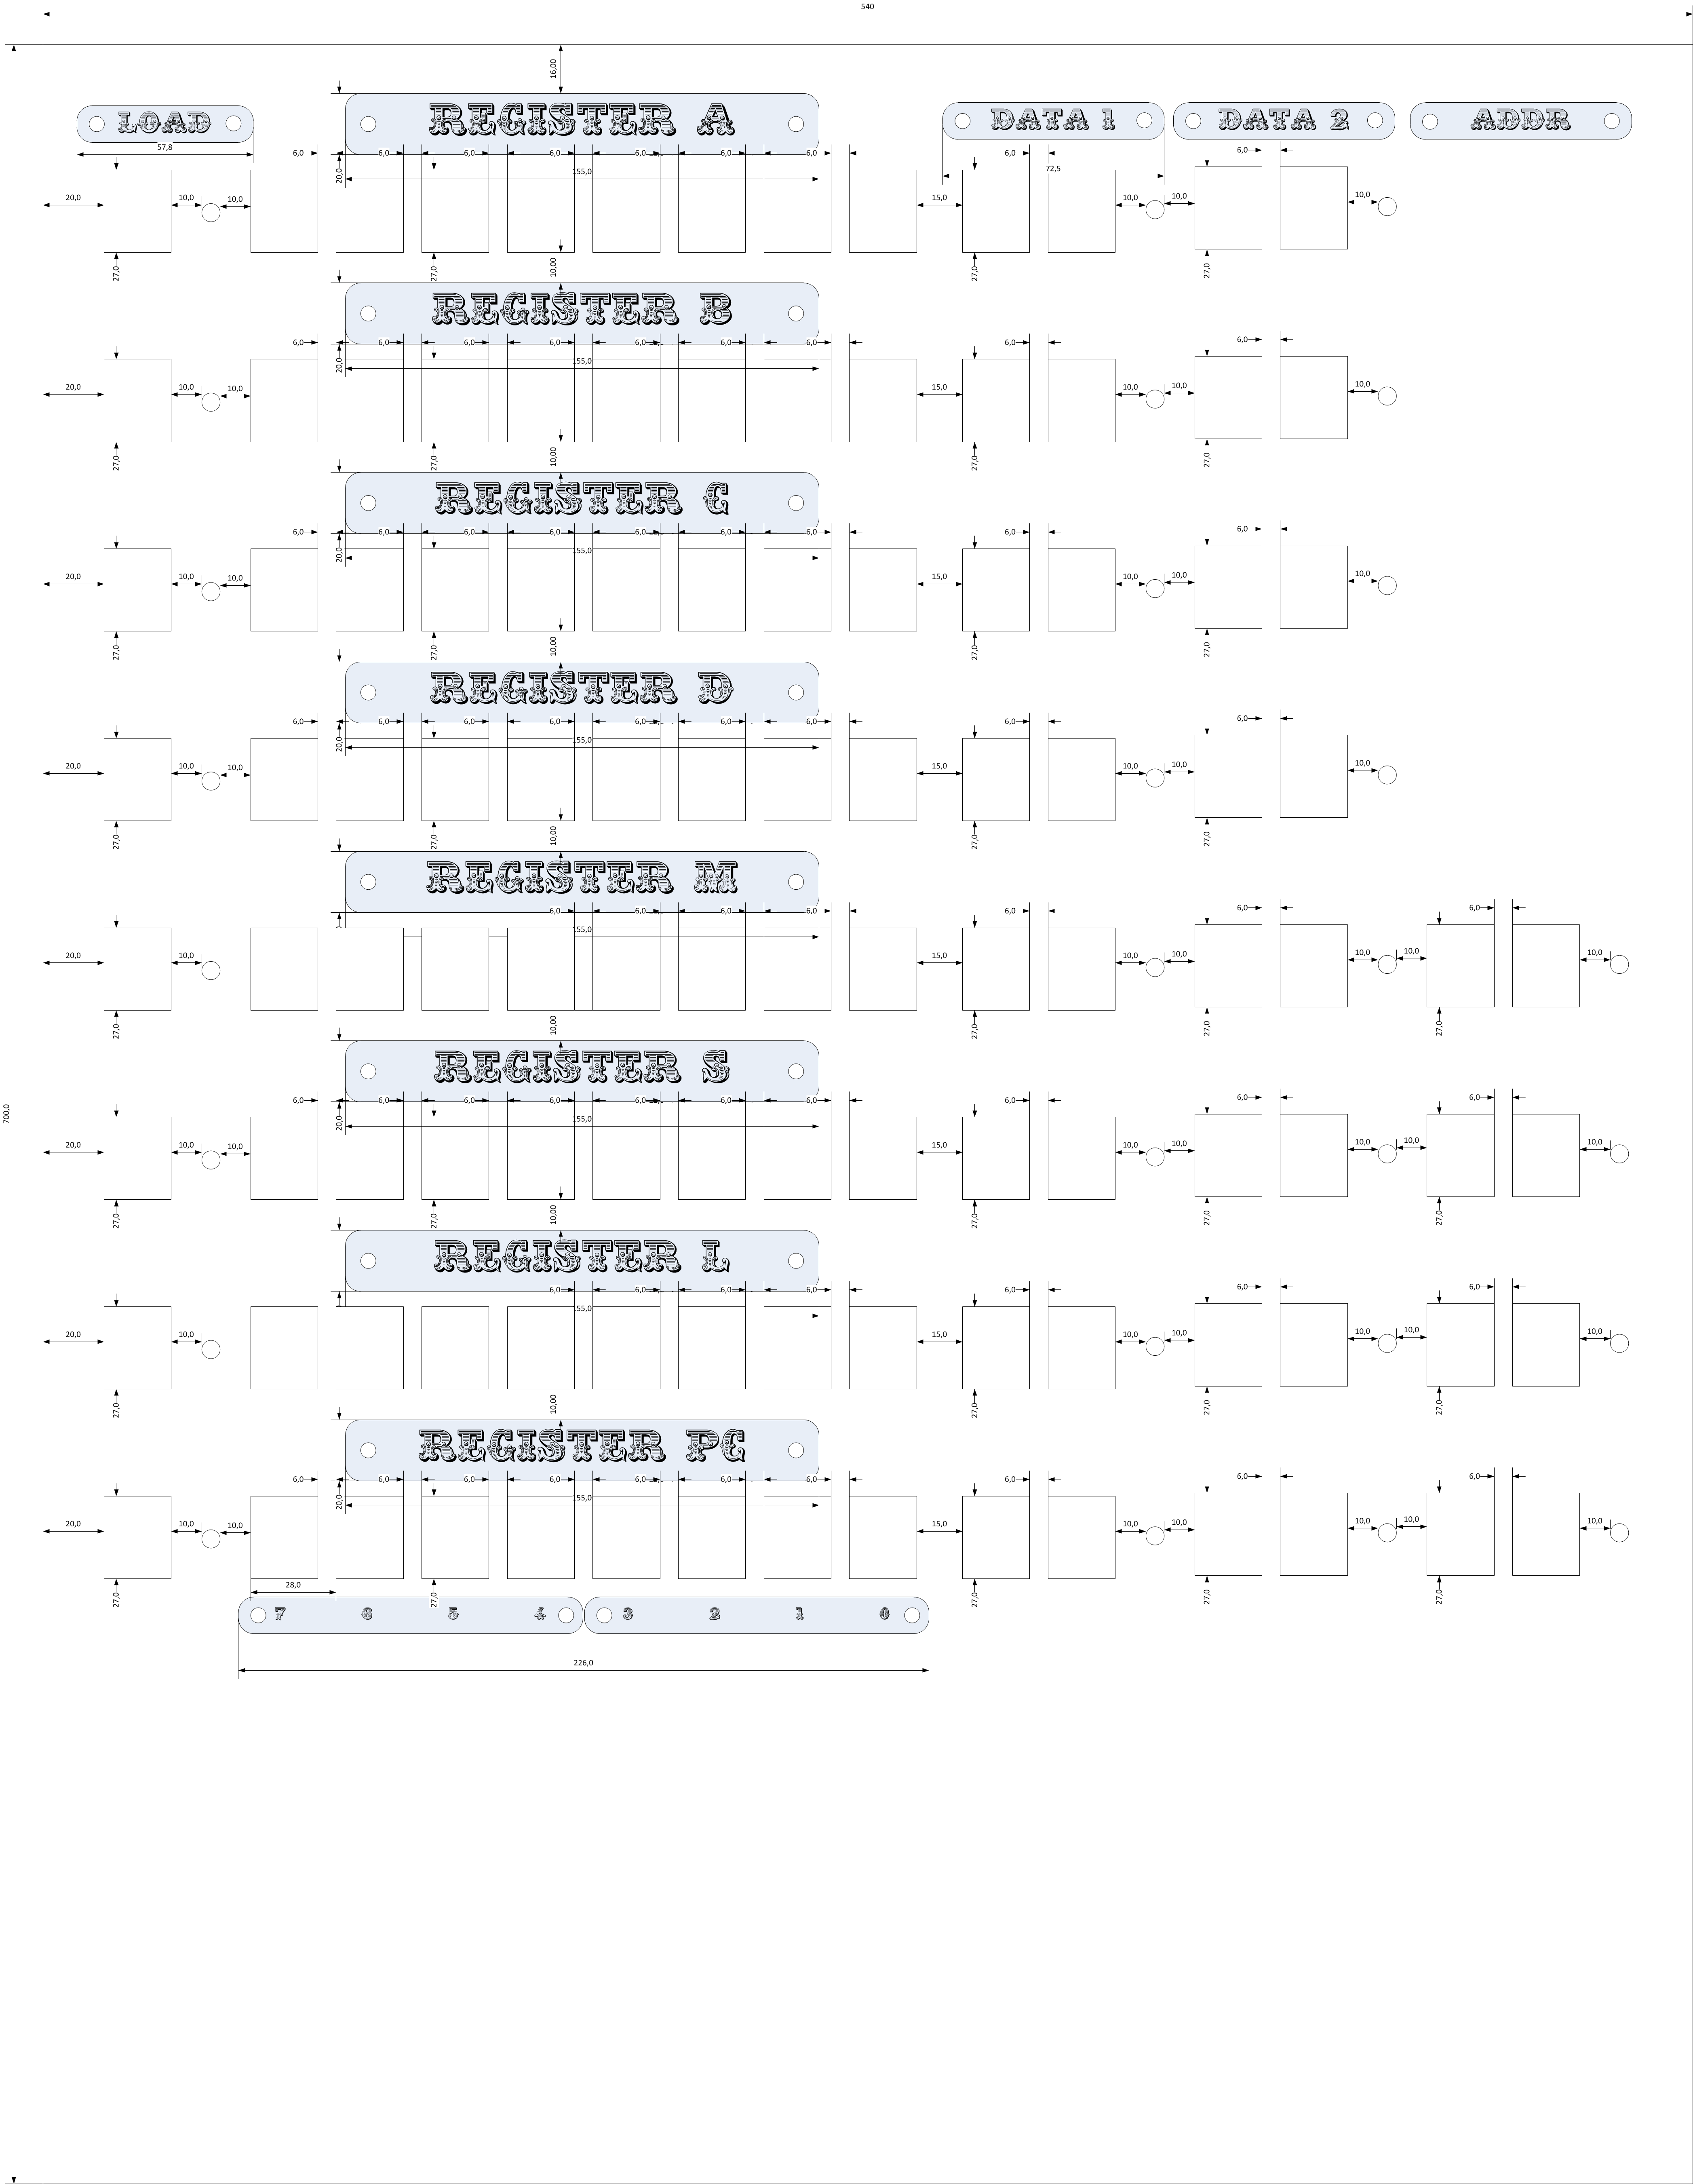 540
16,00
LOAD REGISTER A DATA 1 DATA 2 ADDR
57,8 6,0 6,0 6,0 6,0 6,0 6,0 6,0 6,0 6,0
20,0 155,0 72,5
20,0 10,0 10,0 15,0 10,0 10,0 10,0
27,0 27,0 10,00 27,0 27,0
REGISTER B
6,0 6,0 6,0 6,0 6,0 6,0 6,0 6,0 6,0
20,0 155,0
20,0 10,0 10,0 15,0 10,0 10,0 10,0
27,0 27,0 10,00 27,0 27,0
REGISTER C
6,0 6,0 6,0 6,0 6,0 6,0 6,0 6,0 6,0
20,0 155,0
20,0 10,0 10,0 15,0 10,0 10,0 10,0
27,0 27,0 10,00 27,0 27,0
REGISTER D
6,0 6,0 6,0 6,0 6,0 6,0 6,0 6,0 6,0
20,0 155,0
20,0 10,0 10,0 15,0 10,0 10,0 10,0
27,0 27,0 10,00 27,0 27,0
REGISTER M
6,0 6,0 6,0 6,0 6,0 6,0 6,0
155,0
20,0 10,0 15,0 10,0 10,0 10,0 10,0 10,0
27,0 10,00 27,0 27,0 27,0
REGISTER S
700,0
6,0 6,0 6,0 6,0 6,0 6,0 6,0 6,0 6,0 6,0
20,0 155,0
20,0 10,0 10,0 15,0 10,0 10,0 10,0 10,0 10,0
27,0 27,0 10,00 27,0 27,0 27,0
REGISTER L
6,0 6,0 6,0 6,0 6,0 6,0 6,0
155,0
20,0 10,0 15,0 10,0 10,0 10,0 10,0 10,0
27,0 10,00 27,0 27,0 27,0
REGISTER PC
6,0 6,0 6,0 6,0 6,0 6,0 6,0 6,0 6,0 6,0
20,0 155,0
20,0 10,0 10,0 15,0 10,0 10,0 10,0 10,0 10,0
28,0
27,0 27,0 27,0 27,0 27,0
7 6 5 4 3 2 1 0
226,0